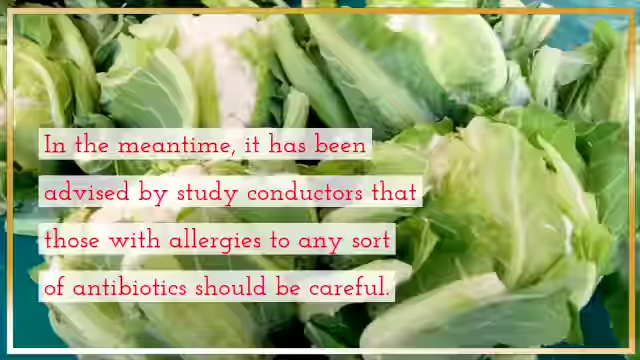 In the meantime, it has been
advised by study conductors that
those with allergies to any sort
of antibiotics should be careful.